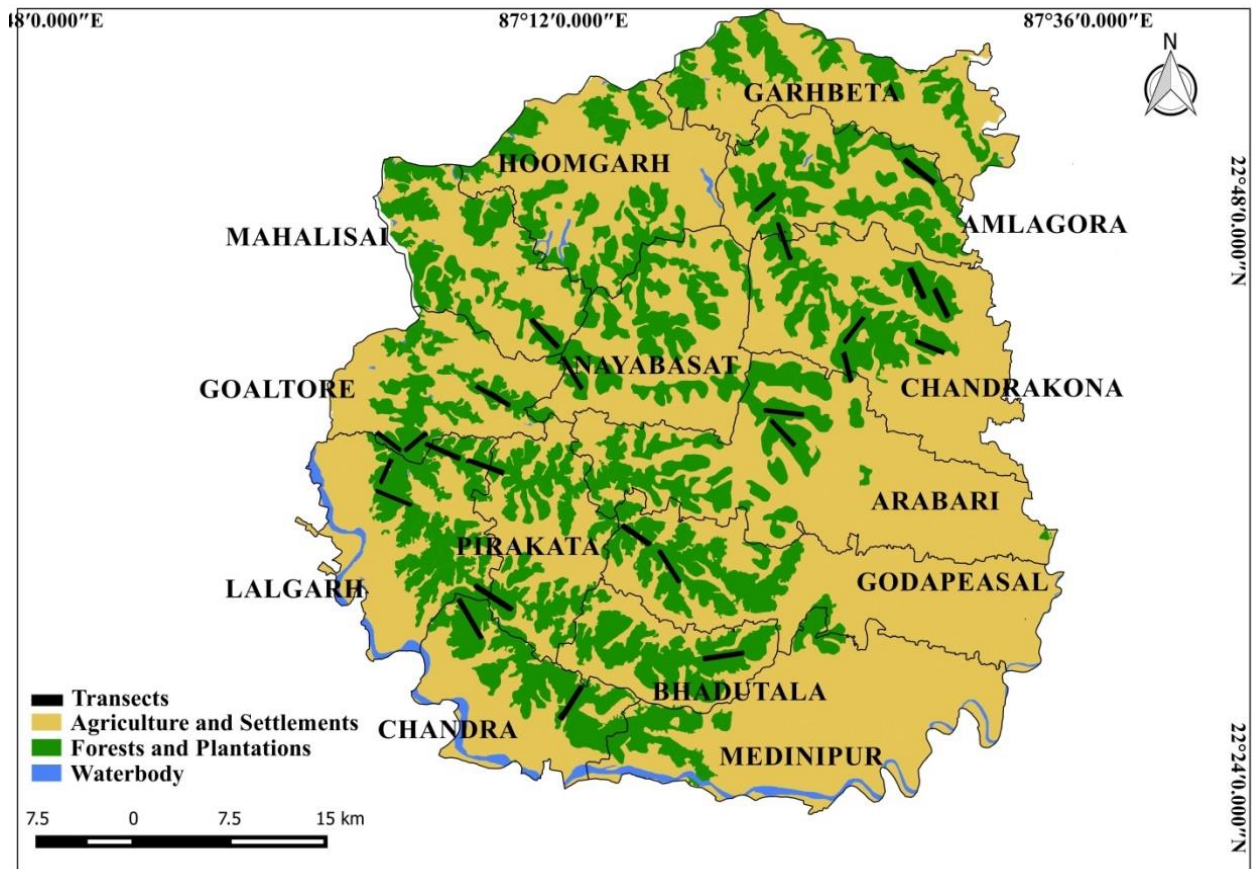 48′0.000″E 87°12′0.000″E 87°36′0.000″E
N
GARHBETA
HOOMGARH
22°48′0.000″N
MAHALISAI
AMLAGORA
NAYABASAT
GOALTORE
CHANDRAKONA
ARABARI
PIRAKATA
LALGARH
GODAPEASAL
BHADUTALA
CHANDRA
MEDINIPUR
22°24′0.000″N
Transects
Agriculture and Settlements
Forests and Plantations
Waterbody
7.5 0 7.5 15 km